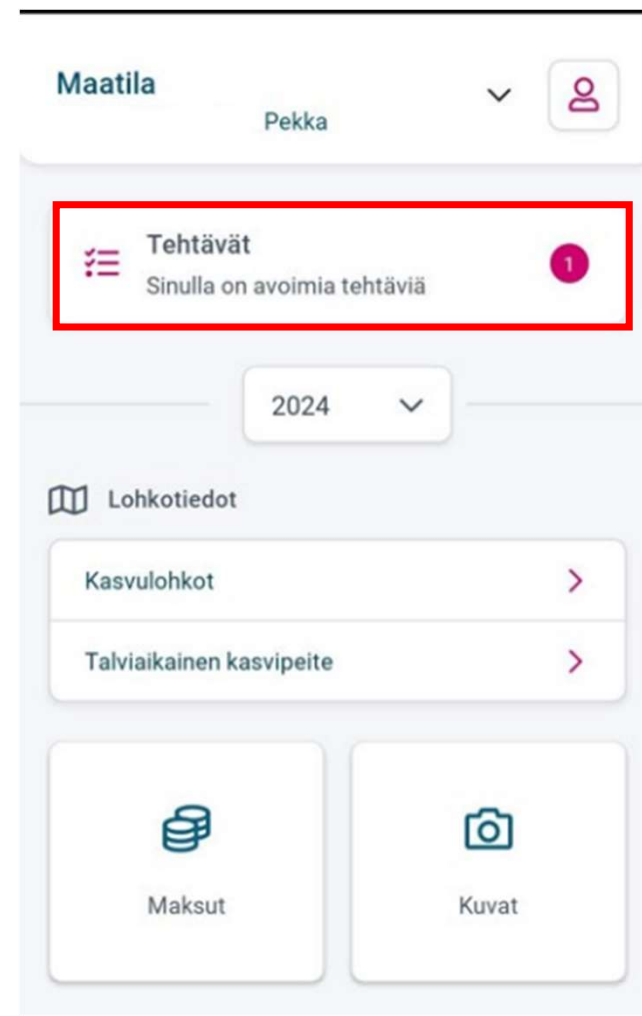 Maatila
Pekka
Tehtävät
Sinulla on avoimia tehtäviä
1
2024
Lohkotiedot
Kasvulohkot
Talviaikainen kasvipeite
Maksut
Kuvat